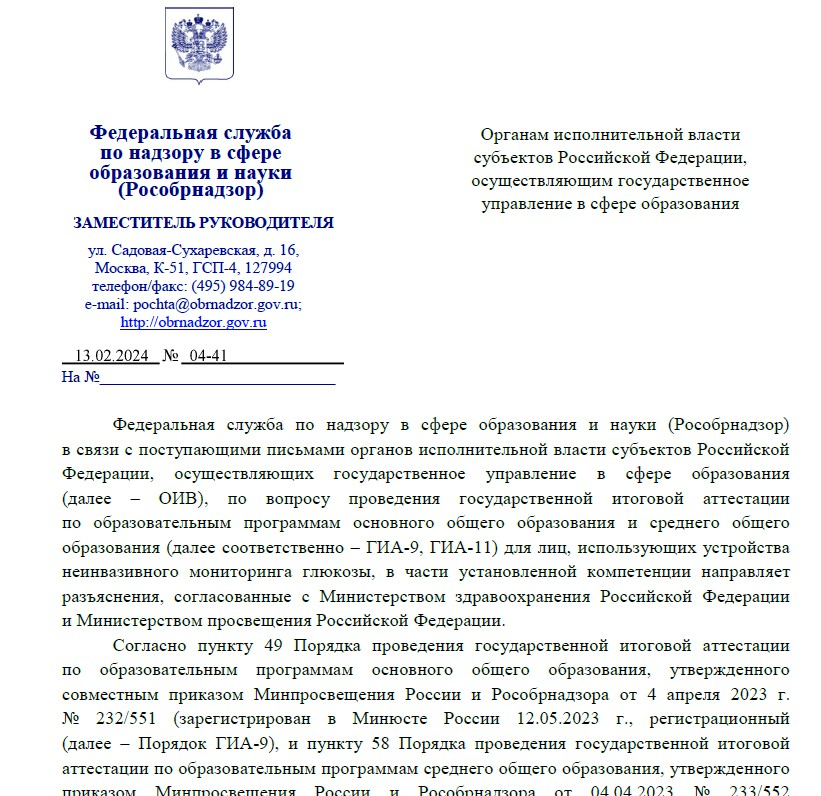 Федеральная служба
по надзору в сфере
образования и науки
(Рособрнадзор)
ЗАМЕСТИТЕЛЬ РУКОВОДИТЕЛЯ
ул. Садовая-Сухаревская, д. 16,
Москва, К-51, ГСП-4, 127994
телефон/факс: (495) 984-89-19
e-mail: pochta@obrnadzor.gov.ru;
http://obrnadzor.gov.ru
13.02.2024 № 04-41
На №
Органам исполнительной власти
субъектов Российской Федерации,
осуществляющим государственное
управление в сфере образования
Федеральная служба по надзору в сфере образования и науки (Рособрнадзор)
в связи с поступающими письмами органов исполнительной власти субъектов Российской
Федерации, осуществляющих государственное управление в сфере образования
(далее – ОИВ), по вопросу проведения государственной итоговой аттестации
по образовательным программам основного общего образования и среднего общего
образования (далее соответственно – ГИА-9, ГИА-11) для лиц, использующих устройства
неинвазивного мониторинга глюкозы, в части установленной компетенции направляет
разъяснения, согласованные с Министерством здравоохранения Российской Федерации
и Министерством просвещения Российской Федерации.
Согласно пункту 49 Порядка проведения государственной итоговой аттестации
по образовательным программам основного общего образования, утвержденного
совместным приказом Минпросвещения России и Рособрнадзора от 4 апреля 2023 г.
№ 232/551 (зарегистрирован в Минюсте России 12.05.2023 г., регистрационный
(далее – Порядок ГИА-9), и пункту 58 Порядка проведения государственной итоговой
аттестации по образовательным программам среднего общего образования, утвержденного
приказом Минпросвещения России и Рособрнадзора от 04.04.2023 № 233/552